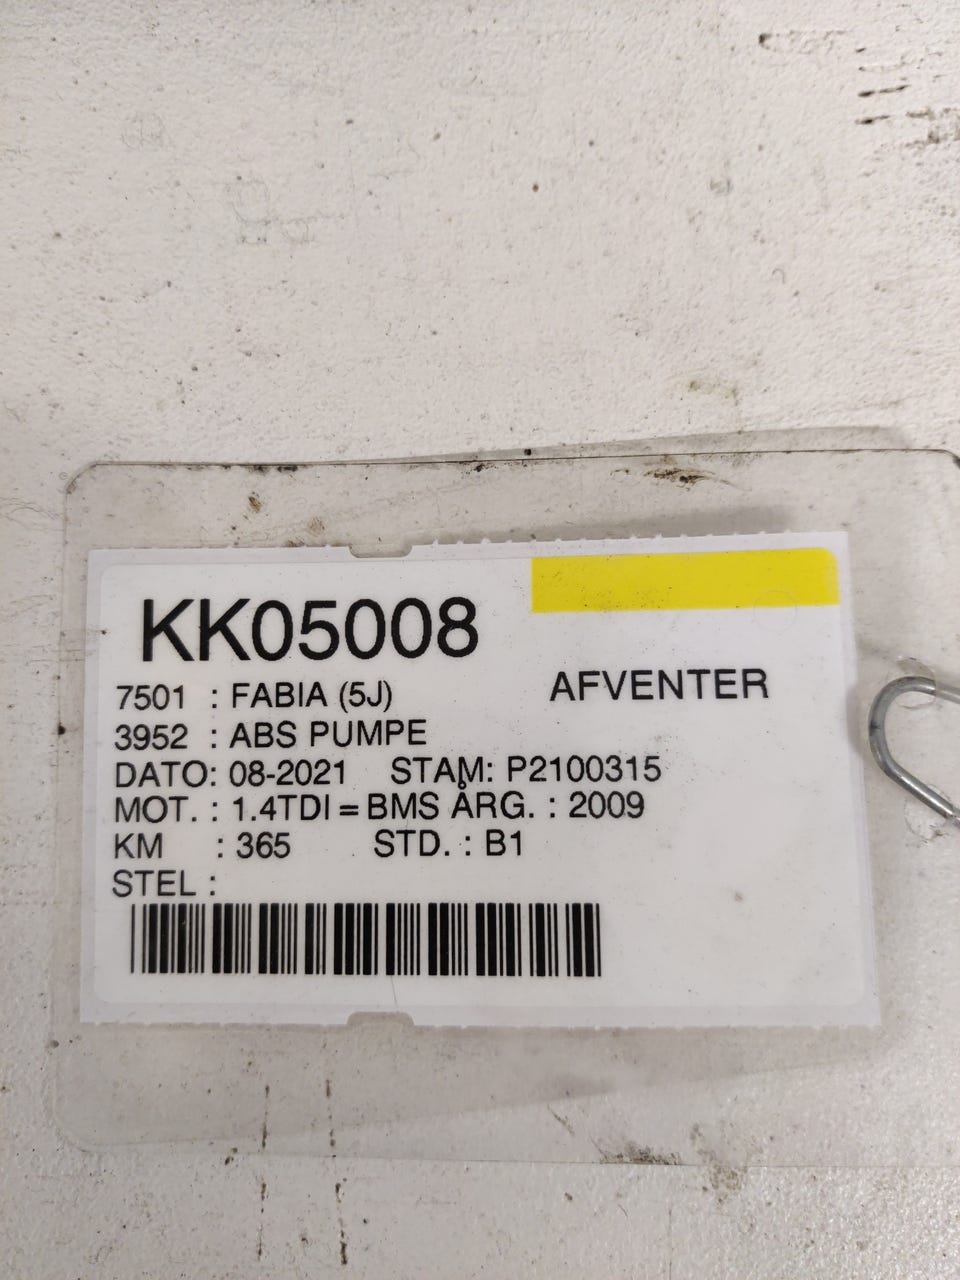 KK05008
7501 : FABIA (5J)
AFVENTER
3952 : ABS PUMPE
DATO: 08-2021 STAM: P2100315
MOT. : 1.4TDI = BMS ÅRG. : 2009
KM : 365 STD. : B1
STEL :